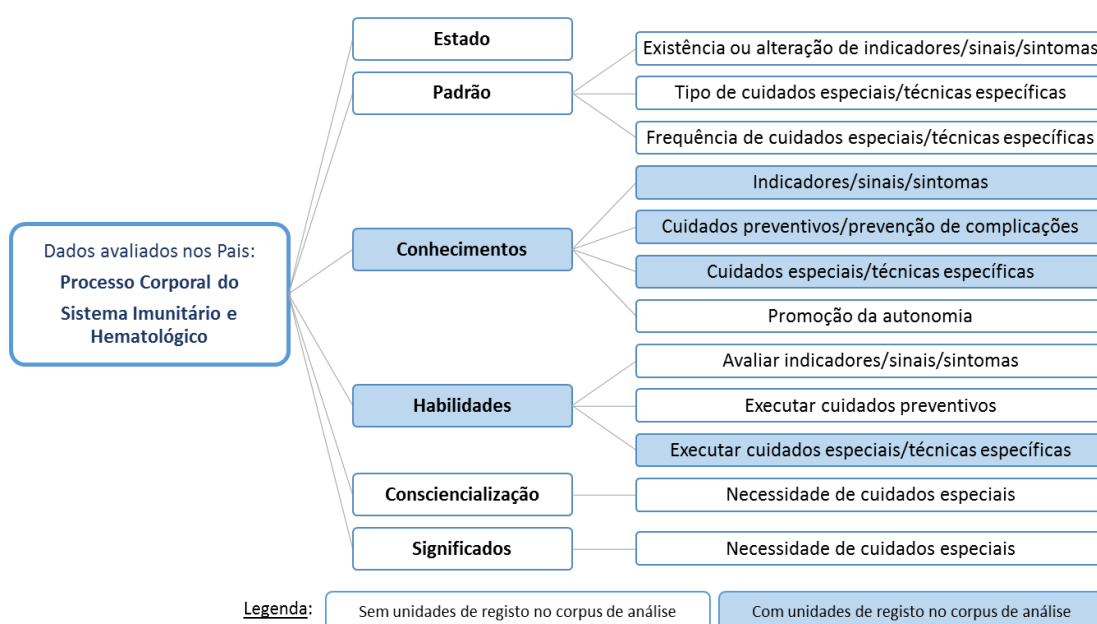 Dados avaliados nos Pais:
Processo Corporal do
Sistema Imunitário e
Hematológico
Estado
Padrão
Existência ou alteração de indicadores/sinais/sintomas
Tipo de cuidados especiais/técnicas específicas
Frequência de cuidados especiais/técnicas específicas
Conhecimentos
Indicadores/sinais/sintomas
Cuidados preventivos/prevenção de complicações
Cuidados especiais/técnicas específicas
Promoção da autonomia
Habilidades
Avaliar indicadores/sinais/sintomas
Executar cuidados preventivos
Executar cuidados especiais/técnicas específicas
Consciencialização
Necessidade de cuidados especiais
Significados
Necessidade de cuidados especiais
Legenda:
Sem unidades de registo no corpus de análise
Com unidades de registo no corpus de análise